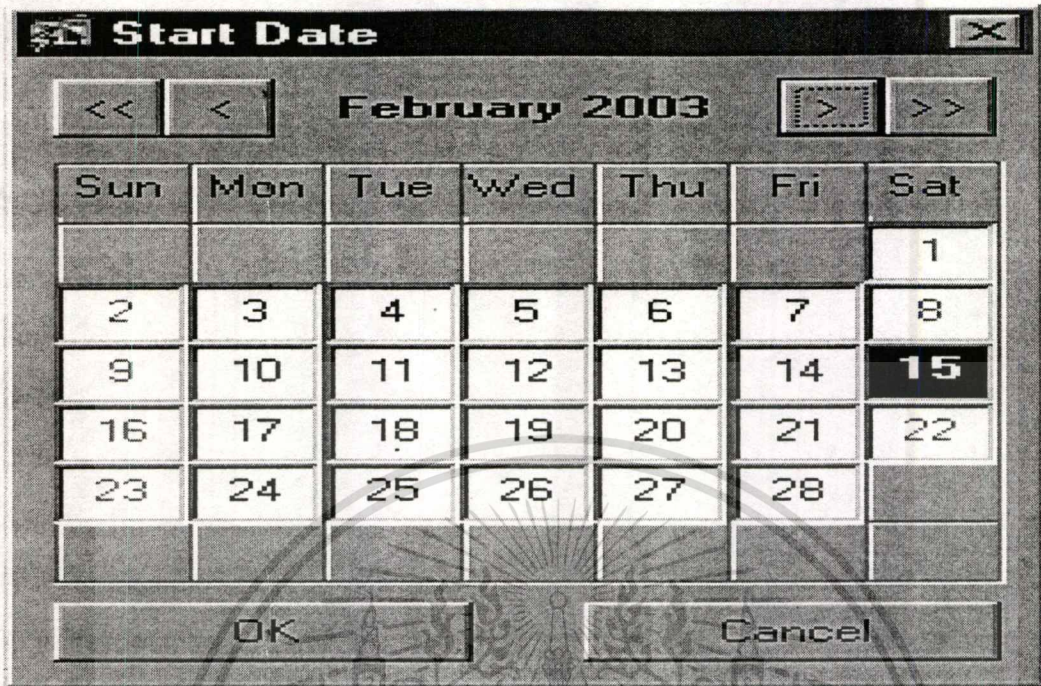 Start Date
<< < February 2003 > >>
Sun Mon Tue Wed Thu Fri Sat
1
2 3 4 5 6 7 8
9 10 11 12 13 14 15
16 17 18 19 20 21 22
23 24 25 26 27 28
OK Cancel